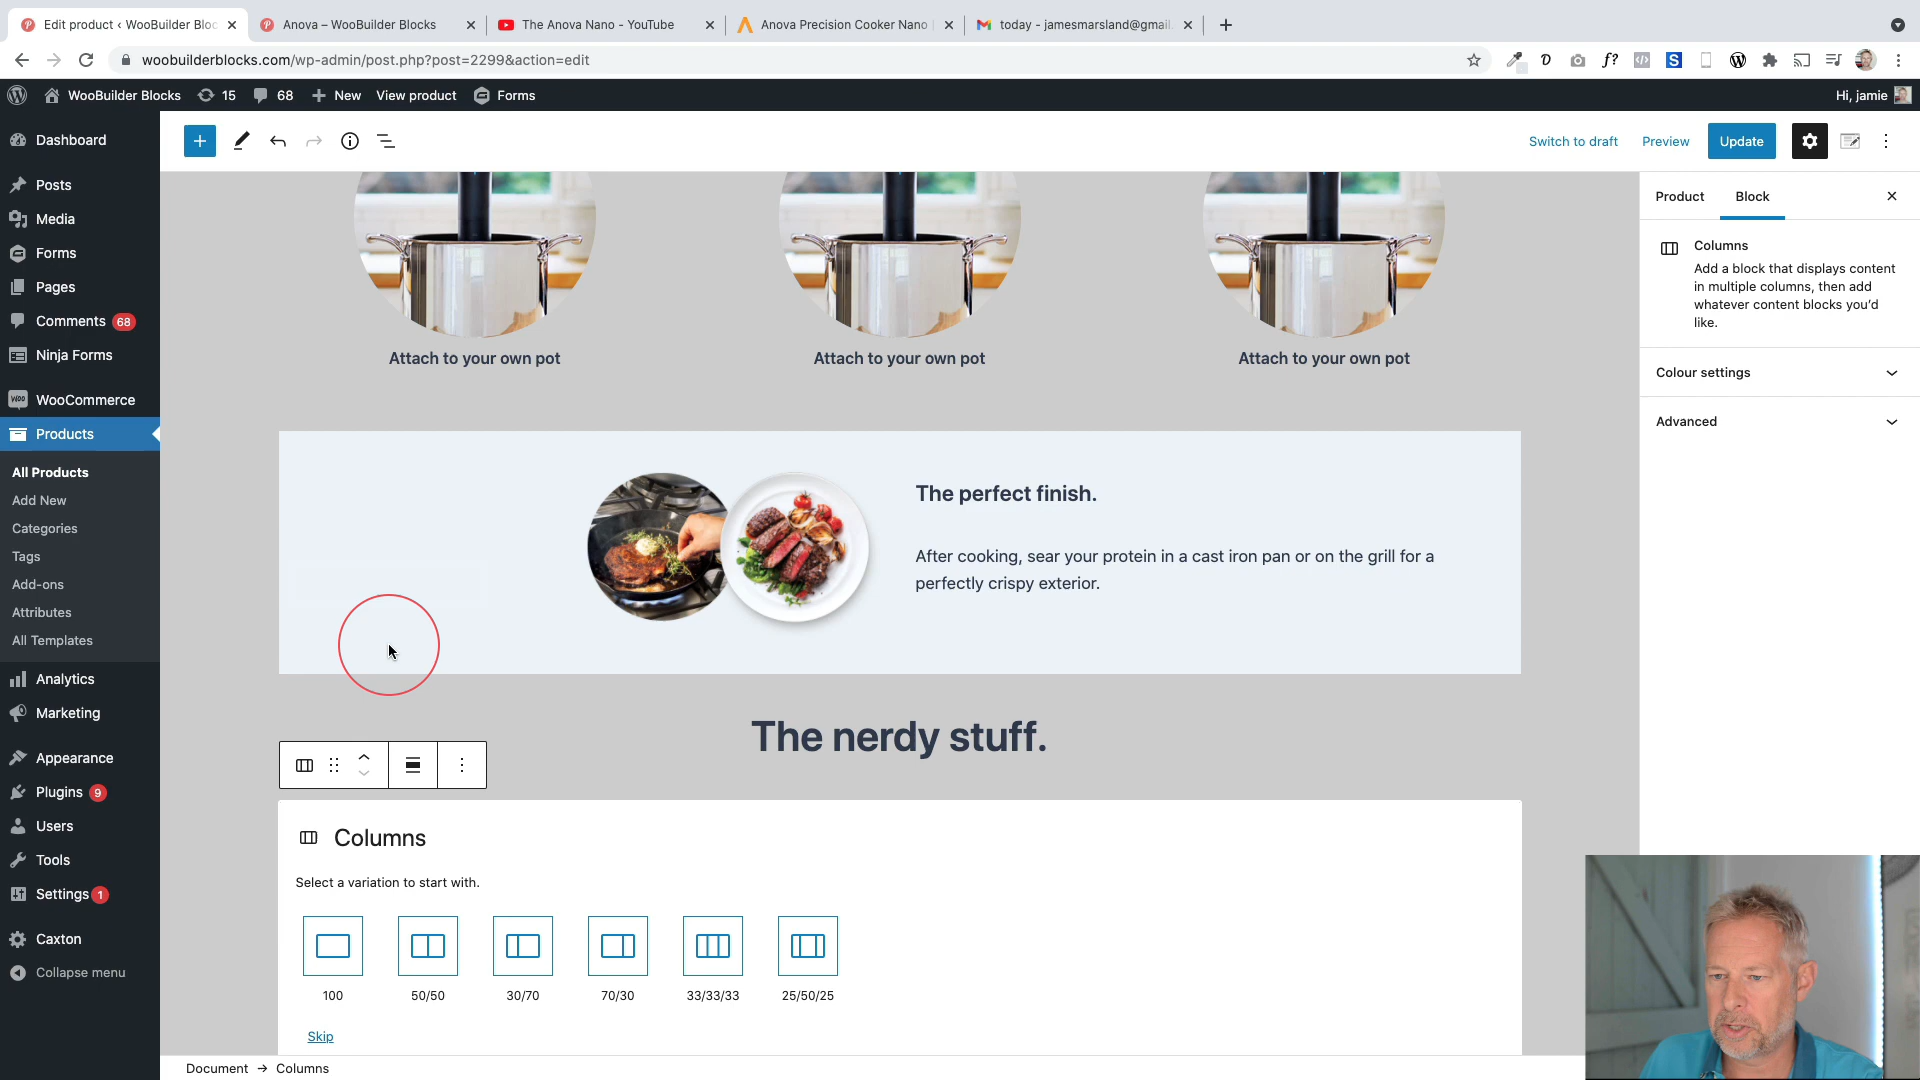 Edit product ‹ WooBuilder Bloc
Anova – WooBuilder Blocks
The Anova Nano - YouTube
Anova Precision Cooker Nano
today - jamesmarsland@gmail.
woobuilderblocks.com/wp-admin/post.php?post=2299&action=edit
WooBuilder Blocks
15
68
New
View product
Forms
Hi, jamie
Dashboard
Posts
Media
Forms
Pages
Comments 68
Ninja Forms
WooCommerce
Products
All Products
Add New
Categories
Tags
Add-ons
Attributes
All Templates
Analytics
Marketing
Appearance
Plugins 9
Users
Tools
Settings 1
Caxton
Collapse menu
Switch to draft
Preview
Update
Attach to your own pot
Attach to your own pot
Attach to your own pot
The perfect finish.
After cooking, sear your protein in a cast iron pan or on the grill for a
perfectly crispy exterior.
The nerdy stuff.
Columns
Select a variation to start with.
100
50/50
30/70
70/30
33/33/33
25/50/25
Skip
Document → Columns
Product
Block
Columns
Add a block that displays content
in multiple columns, then add
whatever content blocks you’d
like.
Colour settings
Advanced